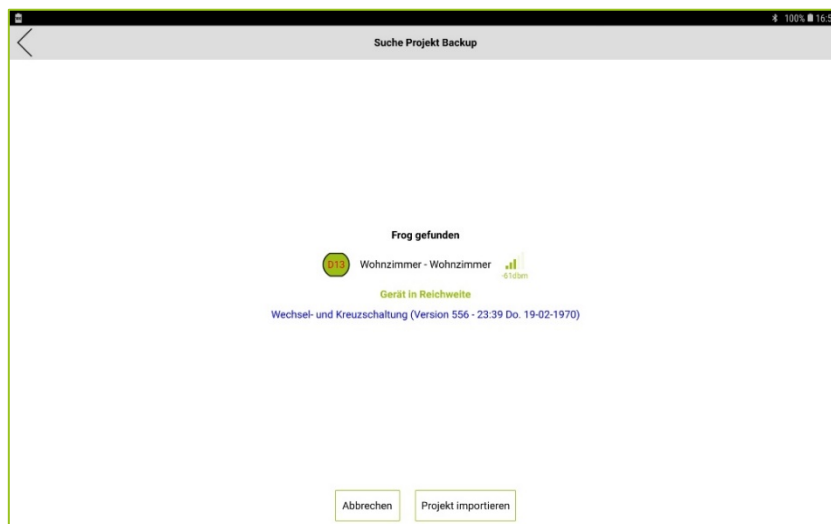 100% 16:5
Suche Projekt Backup
Frog gefunden
D13 Wohnzimmer - Wohnzimmer
-61dbm
Gerät in Reichweite
Wechsel- und Kreuzschaltung (Version 556 - 23:39 Do. 19-02-1970)
Abbrechen Projekt importieren